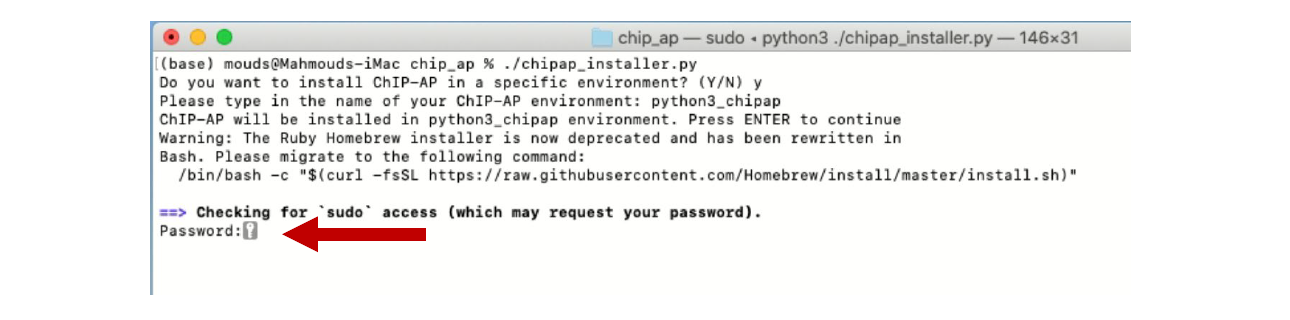 chip_ap — sudo ◂ python3 ./chipap_installer.py — 146×31
[(base) mouds@Mahmouds-iMac chip_ap % ./chipap_installer.py
Do you want to install ChIP-AP in a specific environment? (Y/N) y
Please type in the name of your ChIP-AP environment: python3_chipap
ChIP-AP will be installed in python3_chipap environment. Press ENTER to continue
Warning: The Ruby Homebrew installer is now deprecated and has been rewritten in
Bash. Please migrate to the following command:
  /bin/bash -c "$(curl -fsSL https://raw.githubusercontent.com/Homebrew/install/master/install.sh)"
==> Checking for `sudo` access (which may request your password).
Password: